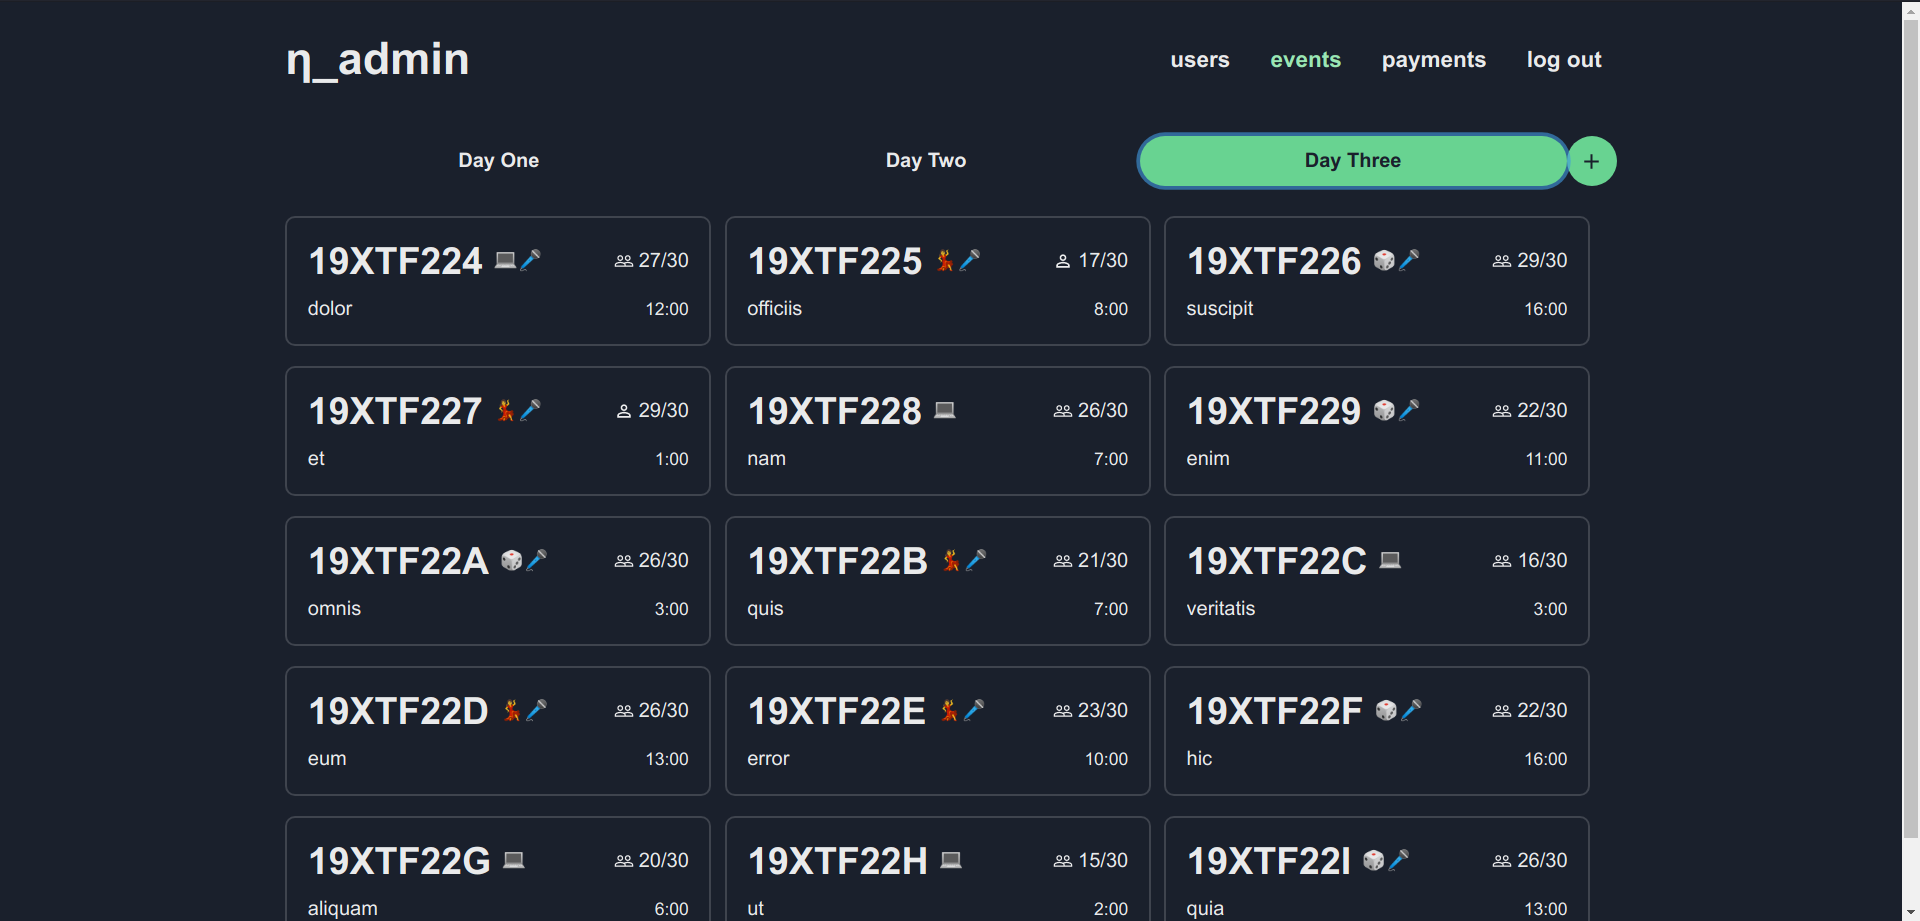 η_admin
users events payments log out
Day One Day Two Day Three +
19XTF224 27/30
dolor 12:00
19XTF225 17/30
officiis 8:00
19XTF226 29/30
suscipit 16:00
19XTF227 29/30
et 1:00
19XTF228 26/30
nam 7:00
19XTF229 22/30
enim 11:00
19XTF22A 26/30
omnis 3:00
19XTF22B 21/30
quis 7:00
19XTF22C 16/30
veritatis 3:00
19XTF22D 26/30
eum 13:00
19XTF22E 23/30
error 10:00
19XTF22F 22/30
hic 16:00
19XTF22G 20/30
aliquam 6:00
19XTF22H 15/30
ut 2:00
19XTF22I 26/30
quia 13:00